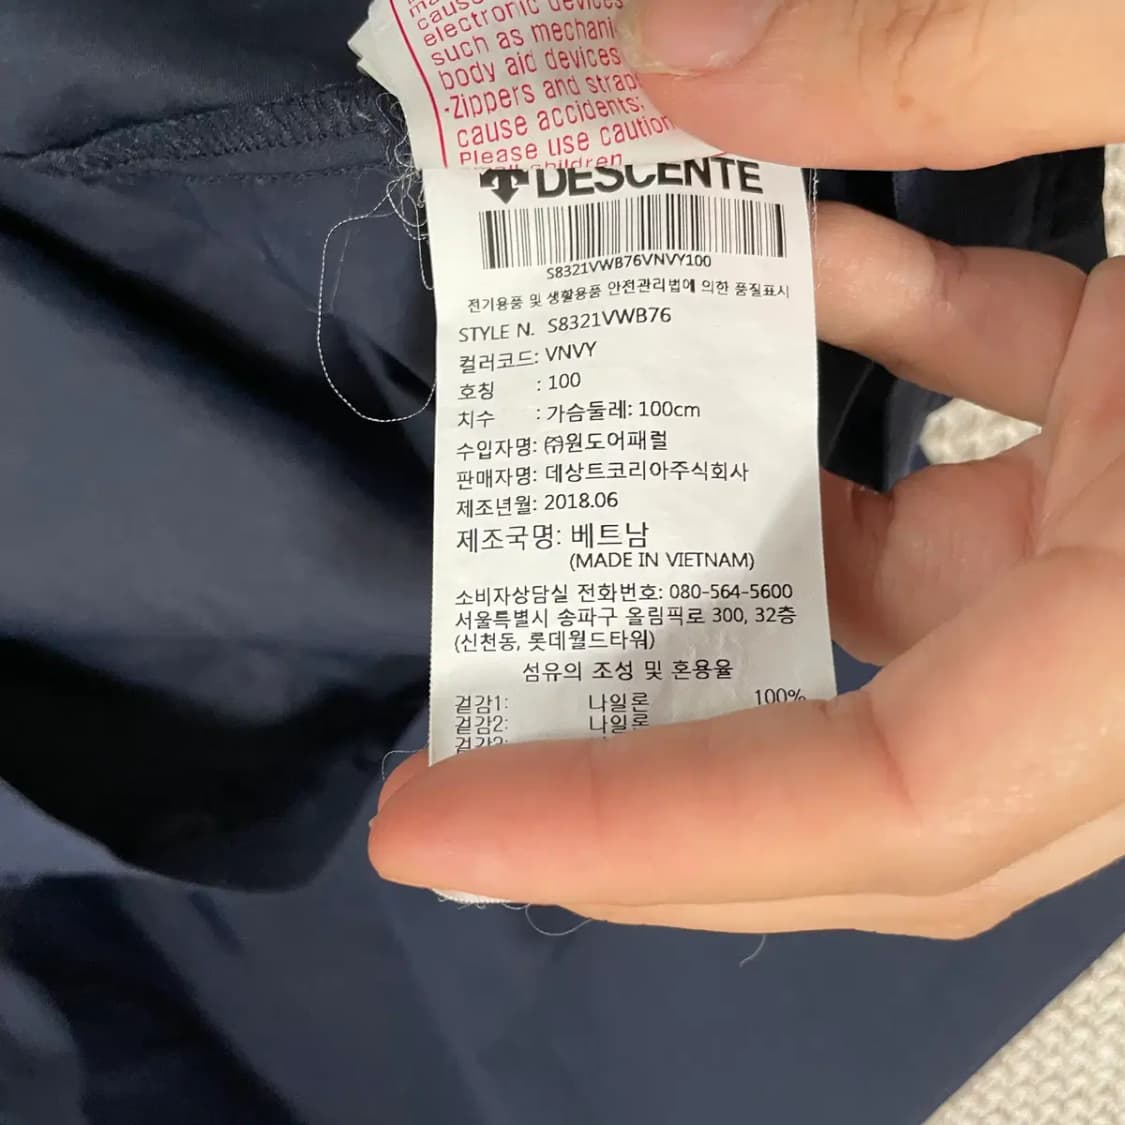 cause
electronic devices
such as mechani
body aid devices
-Zippers and strap
cause accidents;
Please use caution
children
DESCENTE
S8321VWB76VNVY100
전기용품 및 생활용품 안전관리법에 의한 품질표시
STYLE N. S8321VWB76
컬러코드: VNVY
호칭 : 100
치수 : 가슴둘레: 100cm
수입자명: ㈜원도어패럴
판매자명: 데상트코리아주식회사
제조년월: 2018.06
제조국명: 베트남
(MADE IN VIETNAM)
소비자상담실 전화번호: 080-564-5600
서울특별시 송파구 올림픽로 300, 32층
(신천동, 롯데월드타워)
섬유의 조성 및 혼용율
겉감1: 나일론 100%
겉감2: 나일론